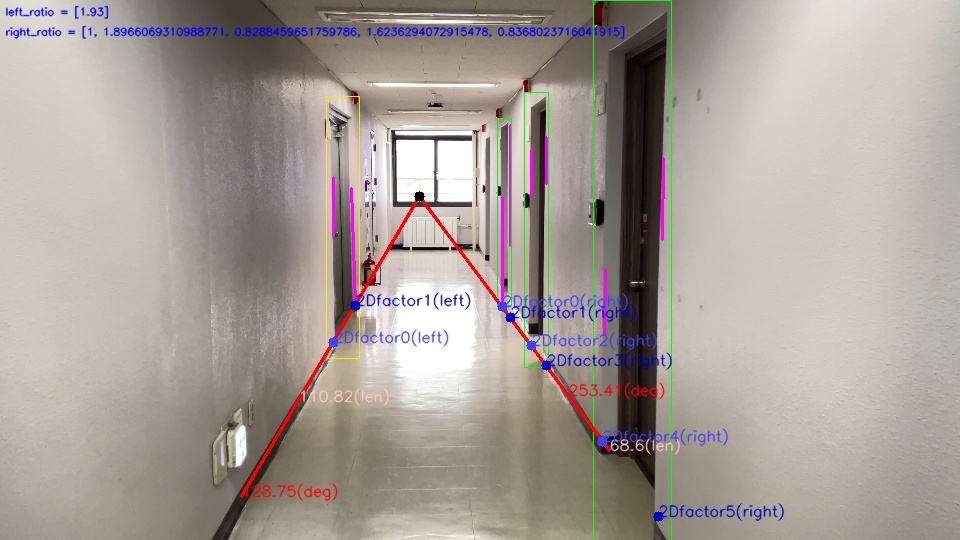 left_ratio = [1.93]
right_ratio = [1, 1.8966069310988771, 0.8288459651759786, 1.6236294072915478, 0.8368023716041915]
2Dfactor1(left)
2Dfactor0(right)
2Dfactor1(right)
2Dfactor0(left)
2Dfactor2(right)
2Dfactor3(right)
253.41(deg)
110.82(len)
2Dfactor4(right)
68.6(len)
128.75(deg)
2Dfactor5(right)